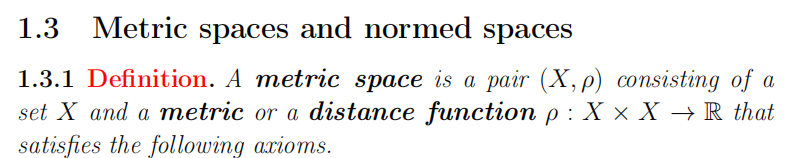 1.3 Metric spaces and normed spaces
1.3.1 Definition. A metric space is a pair (X, ρ) consisting of a
set X and a metric or a distance function ρ : X × X → ℝ that
satisfies the following axioms.